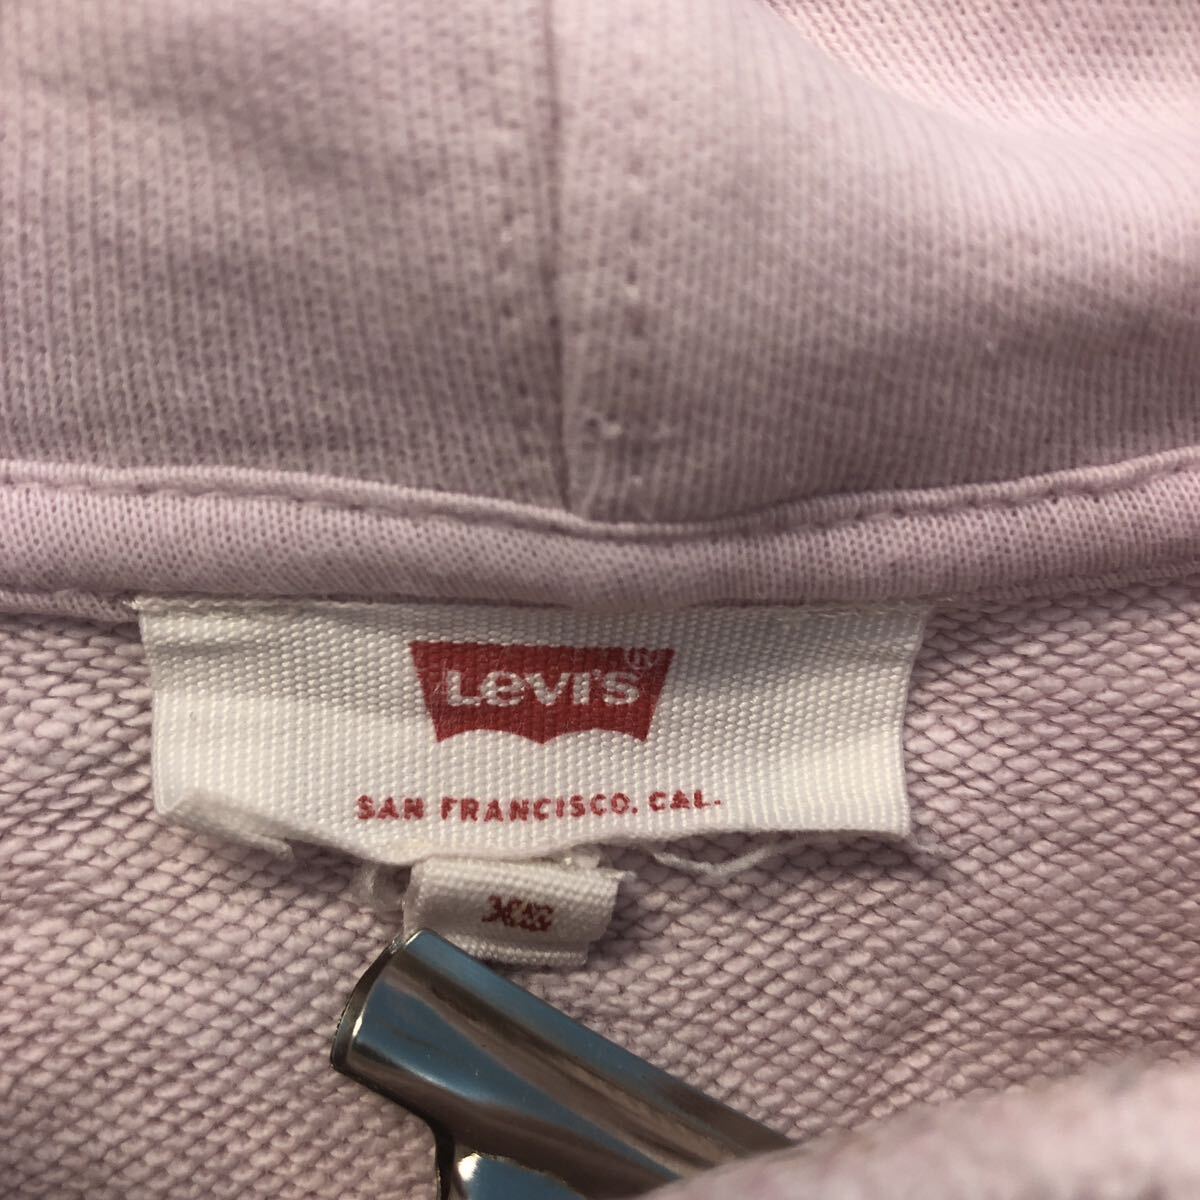 Levi's®
SAN FRANCISCO, CAL.
XS